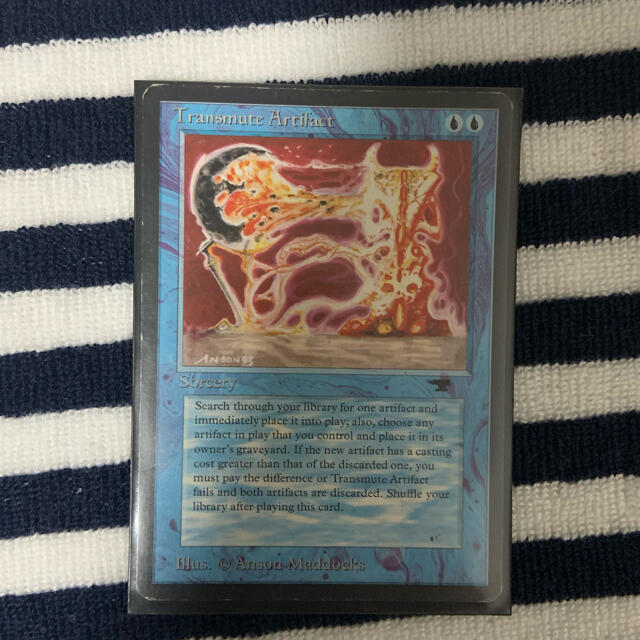 Transmute Artifact
ANSON93
Sorcery
Search through your library for one artifact and
immediately place it into play; also, choose any
artifact in play that you control and place it in its
owner's graveyard. If the new artifact has a casting
cost greater than that of the discarded one, you
must pay the difference or Transmute Artifact
fails and both artifacts are discarded. Shuffle your
library after playing this card.
Illus. © Anson Maddocks